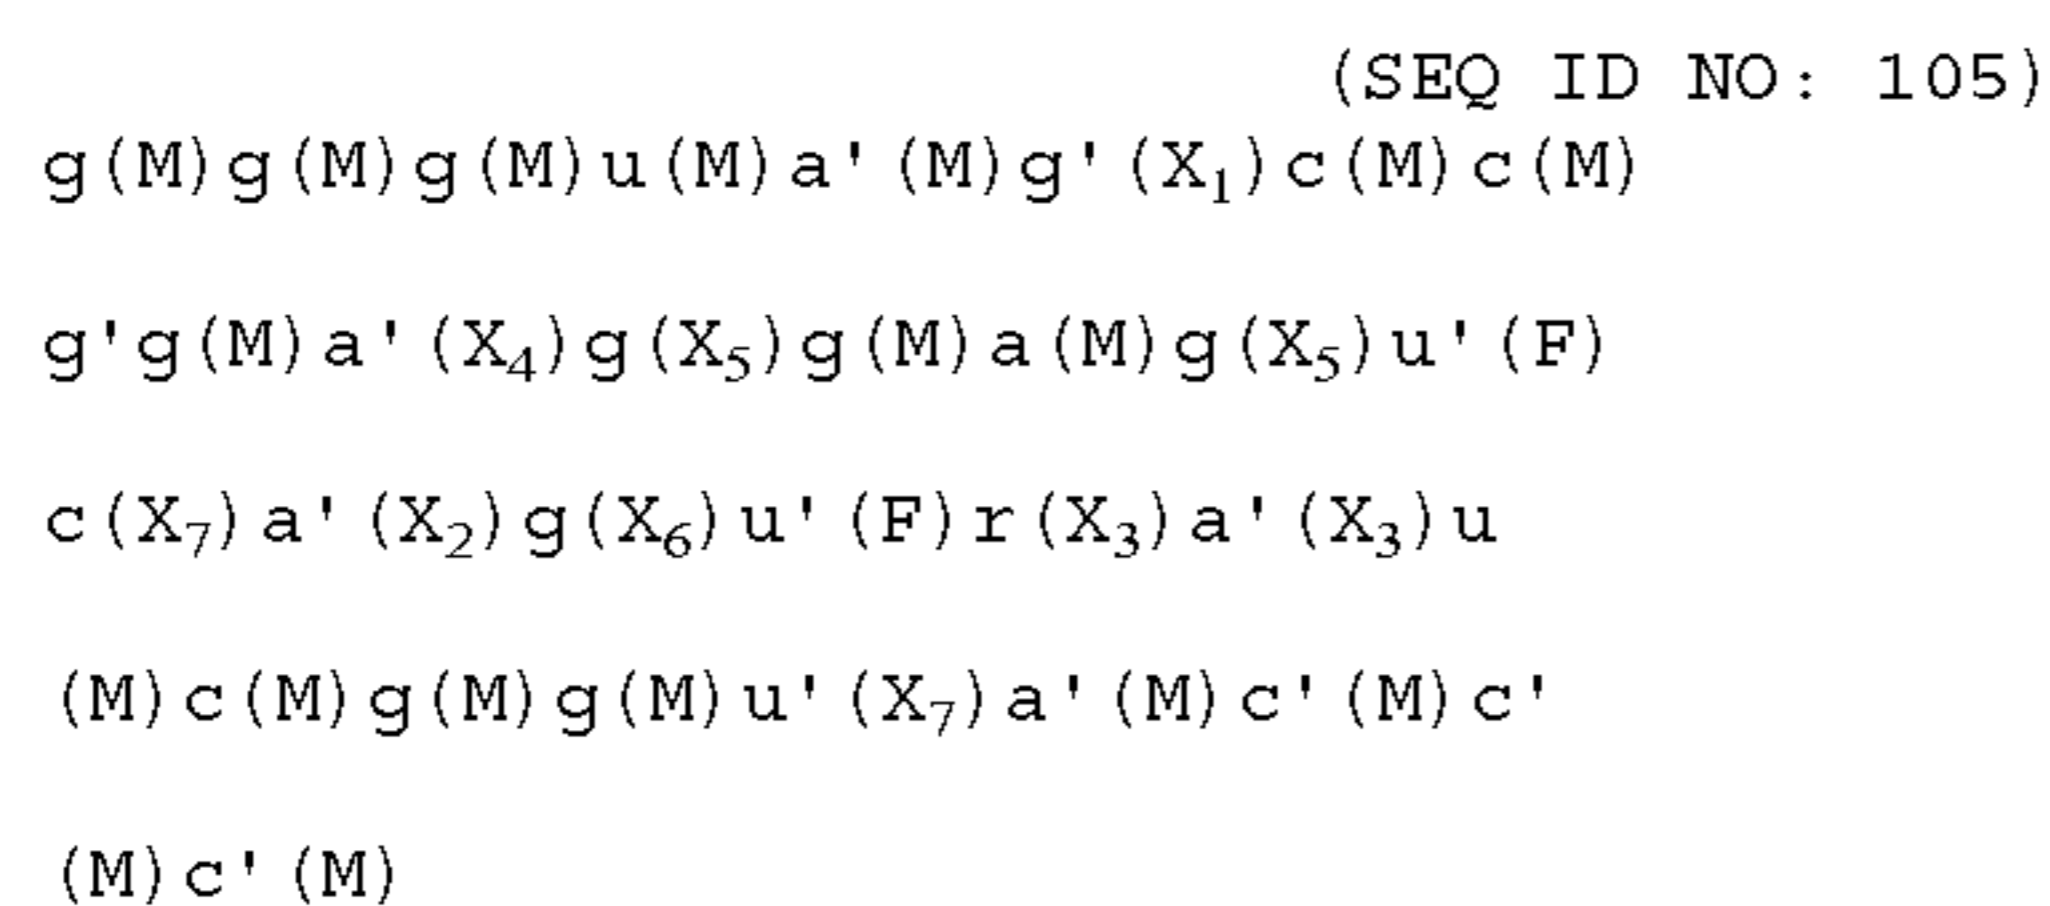 (SEQ ID NO: 105)
g(M)g(M)g(M)u(M)a'(M)g'(X₁)c(M)c(M)
g'g(M)a'(X₄)g(X₅)g(M)a(M)g(X₅)u'(F)
c(X₇)a'(X₂)g(X₆)u'(F)r(X₃)a'(X₃)u
(M)c(M)g(M)g(M)u'(X₇)a'(M)c'(M)c'
(M)c'(M)